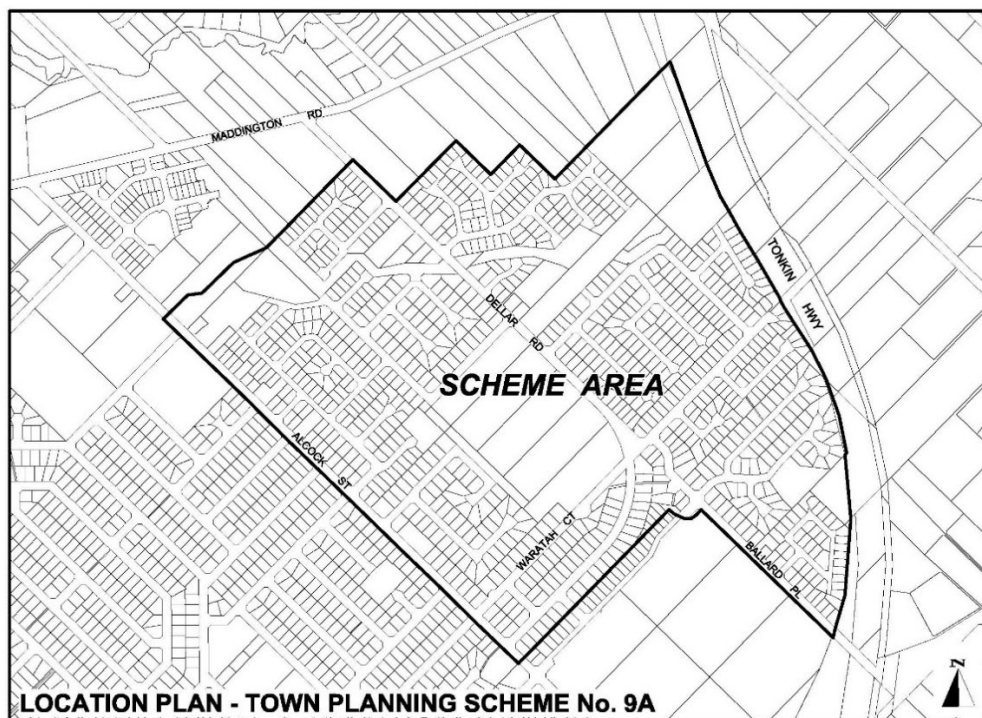 MADDINGTON RD
TONKIN HWY
DELLAR RD
SCHEME AREA
ALCOCK ST
WARATAH CT
BALLARD PL
N
LOCATION PLAN - TOWN PLANNING SCHEME No. 9A